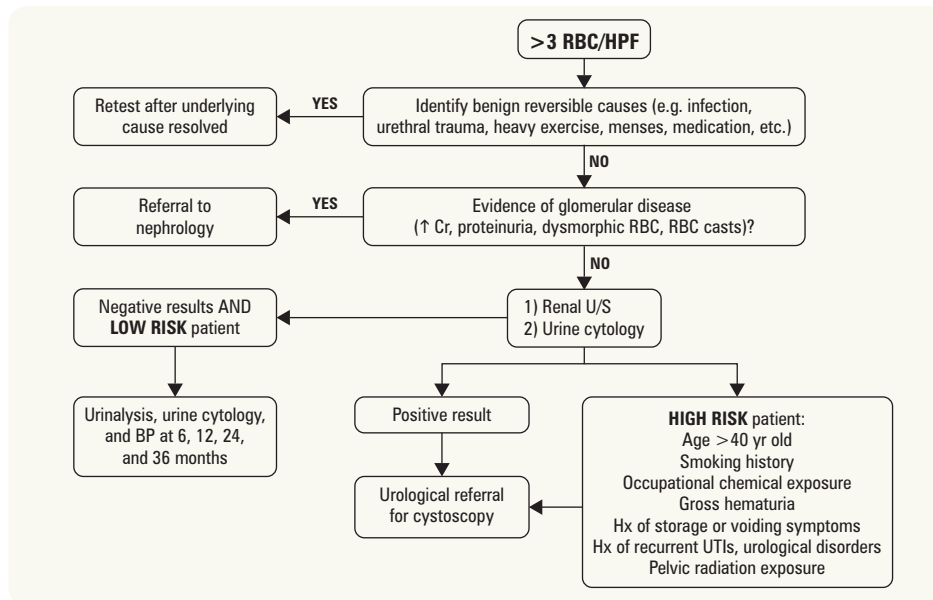 >3 RBC/HPF
Identify benign reversible causes (e.g. infection,
urethral trauma, heavy exercise, menses, medication, etc.)
YES
Retest after underlying
cause resolved
NO
Evidence of glomerular disease
(↑ Cr, proteinuria, dysmorphic RBC, RBC casts)?
YES
Referral to
nephrology
NO
1) Renal U/S
2) Urine cytology
Negative results AND
LOW RISK patient
Urinalysis, urine cytology,
and BP at 6, 12, 24,
and 36 months
Positive result
Urological referral
for cystoscopy
HIGH RISK patient:
Age >40 yr old
Smoking history
Occupational chemical exposure
Gross hematuria
Hx of storage or voiding symptoms
Hx of recurrent UTIs, urological disorders
Pelvic radiation exposure